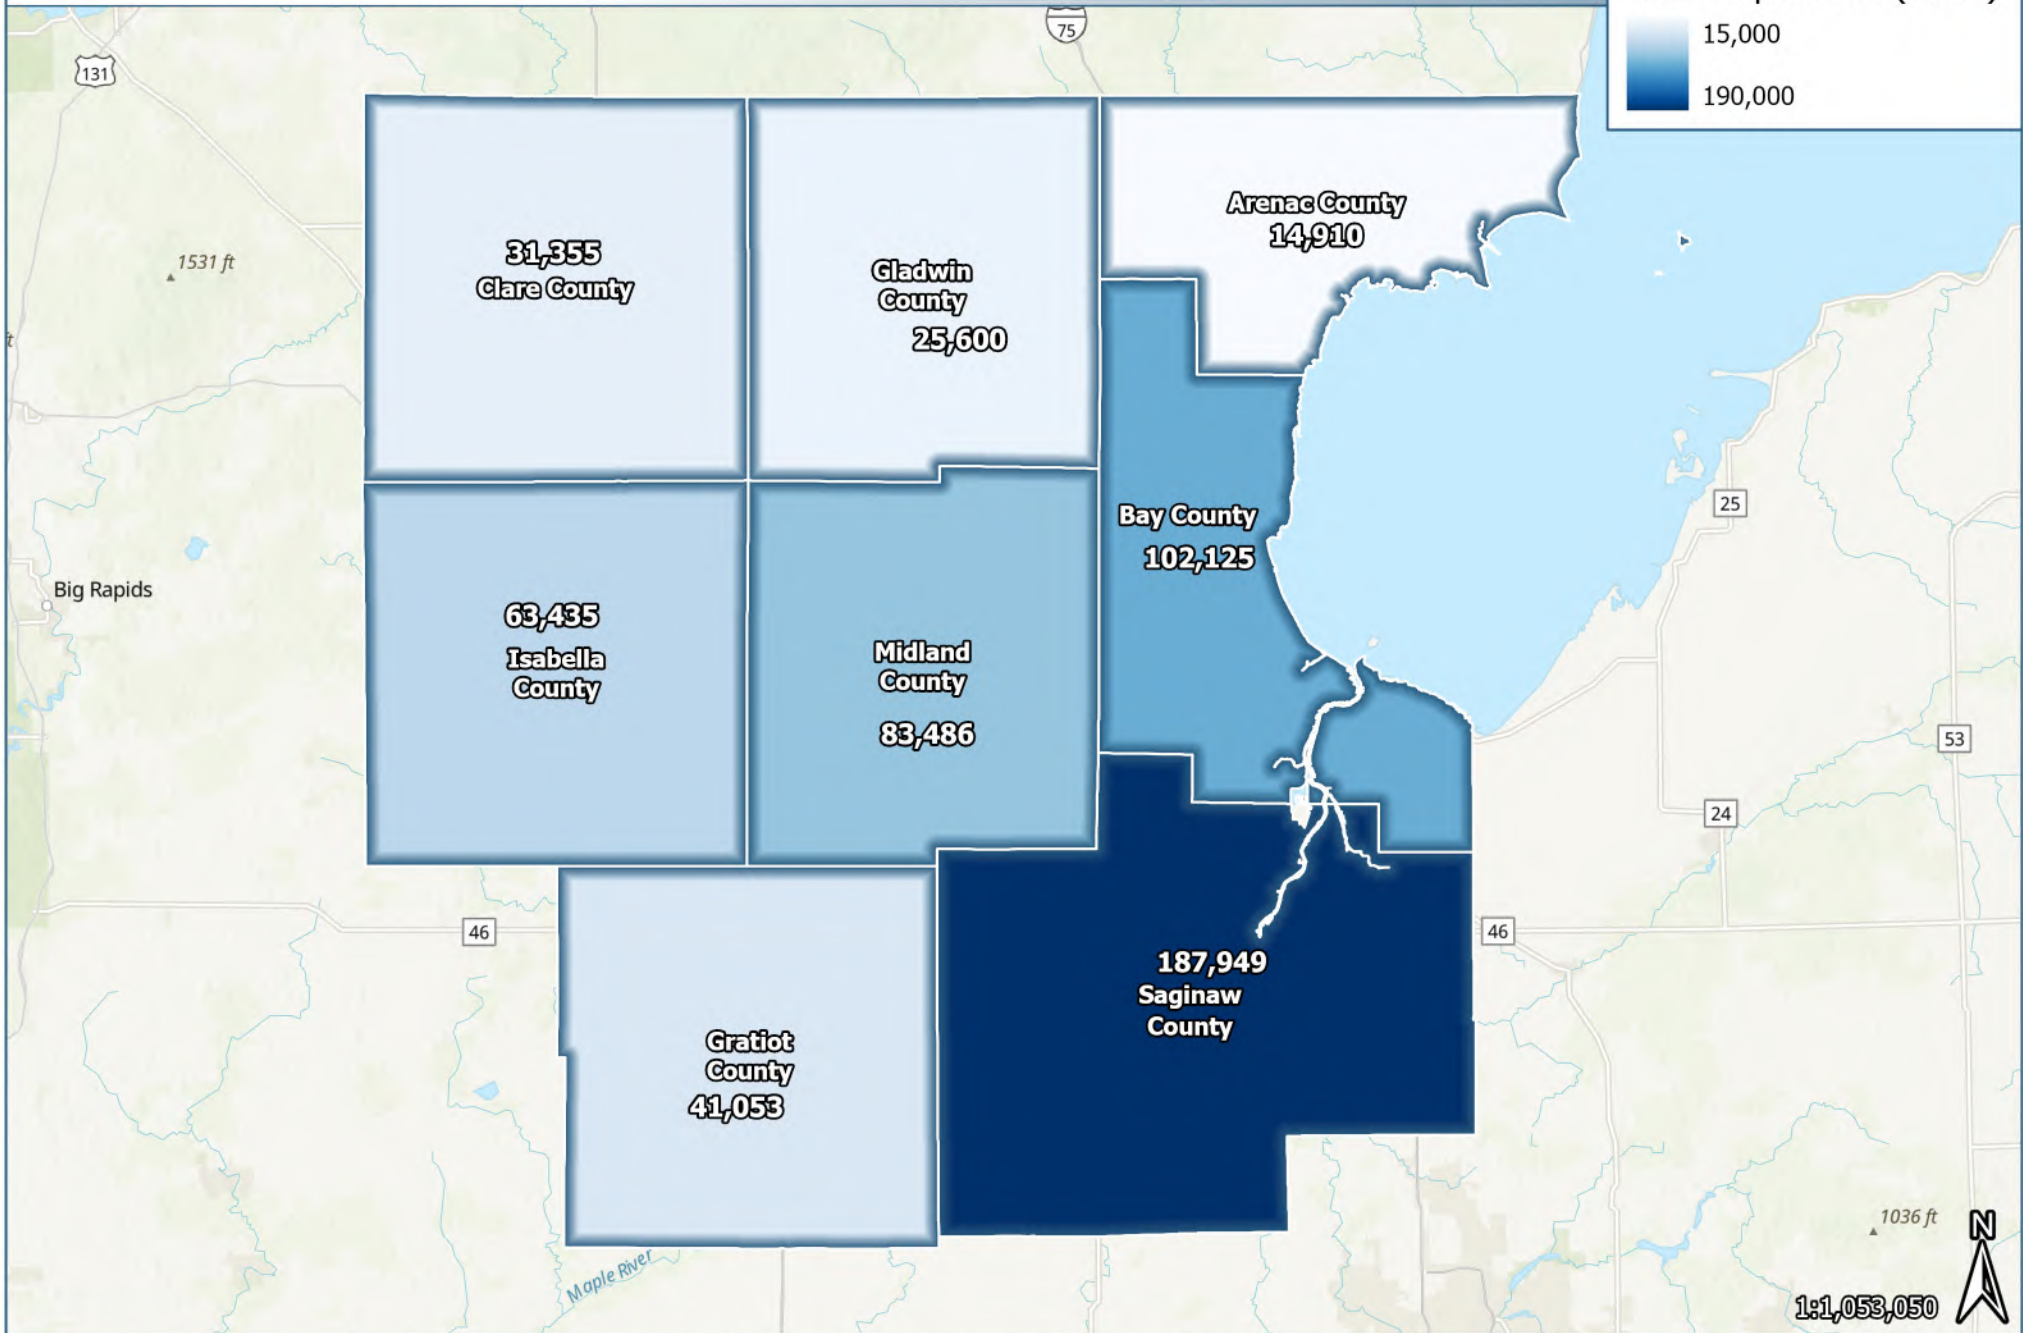 75
15,000
131
190,000
Arenac County
14,910
31,355
Clare County
1531 ft
Gladwin
County
25,600
25
Bay County
102,125
Big Rapids
63,435
Isabella
County
Midland
County
83,486
53
24
46
46
187,949
Saginaw
County
Gratiot
County
41,053
1036 ft
N
Maple River
1:1,053,050